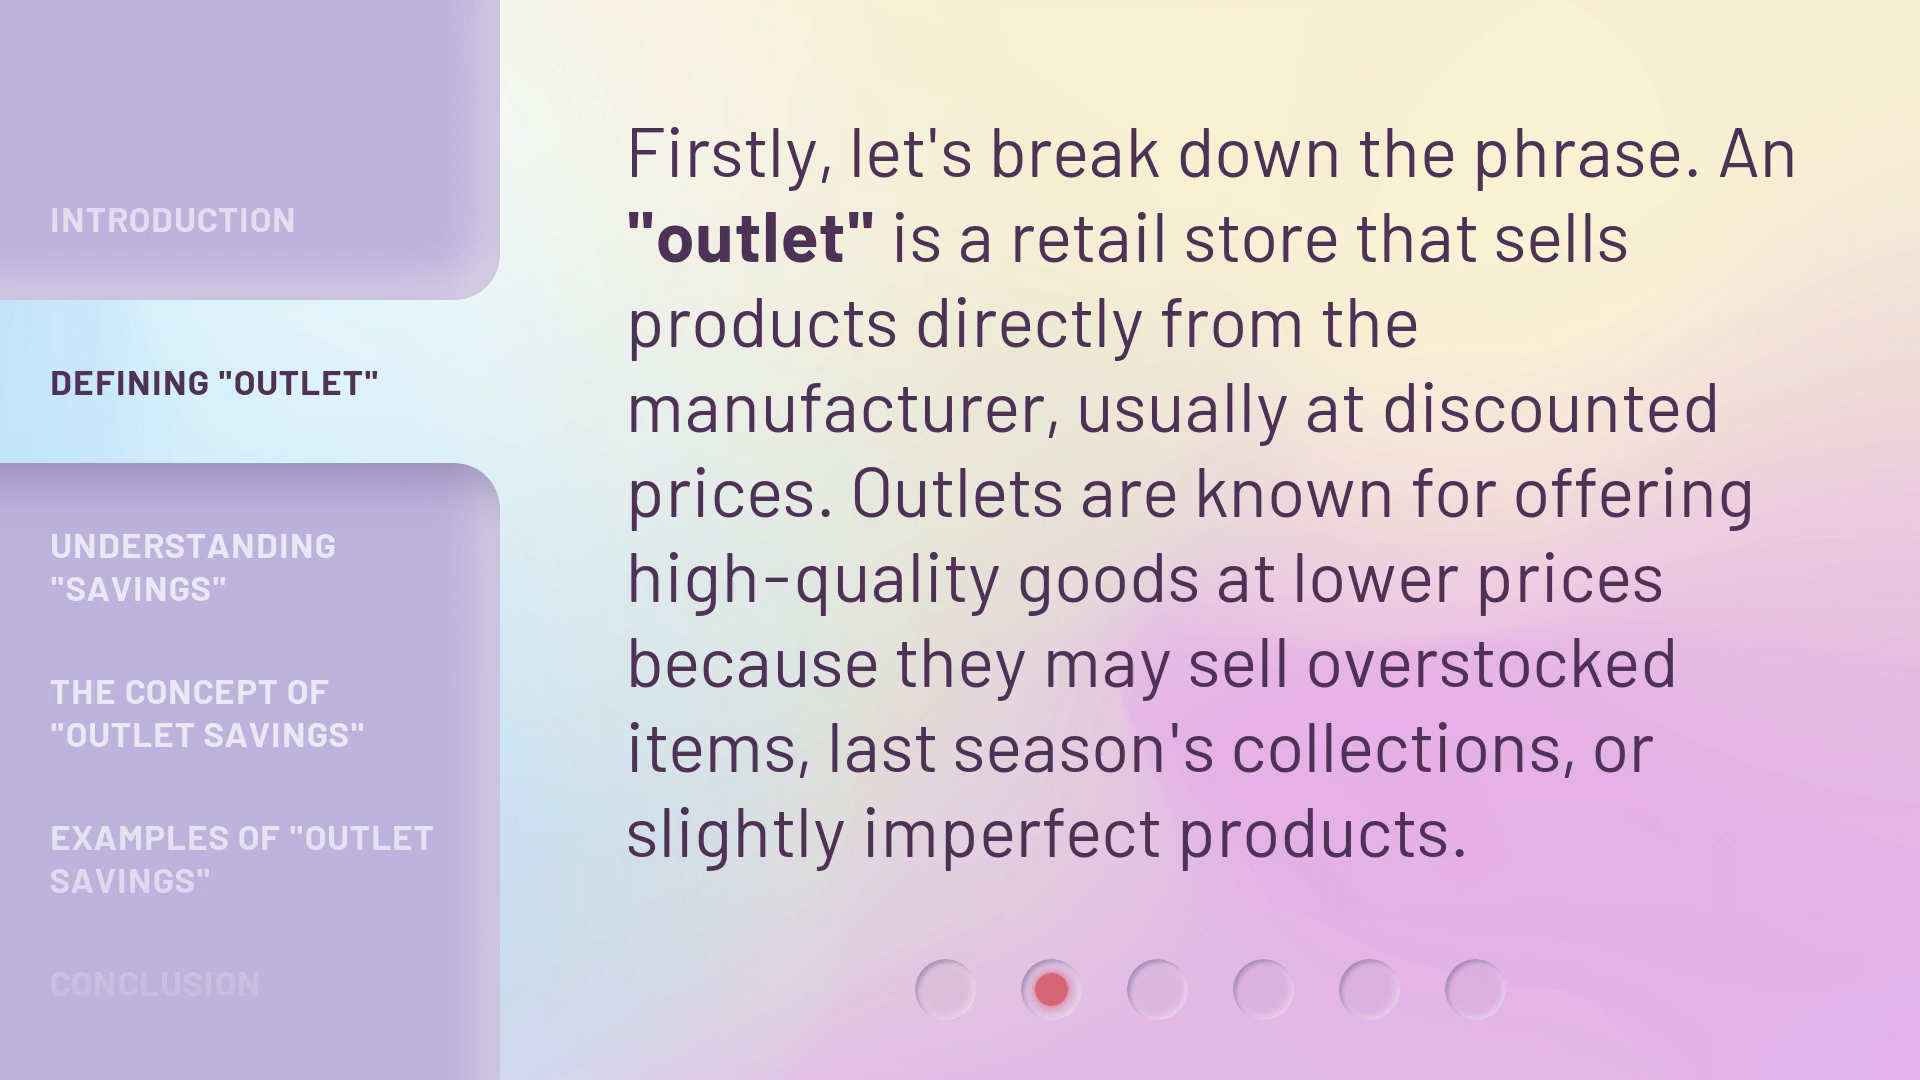 INTRODUCTION
DEFINING "OUTLET"
UNDERSTANDING
"SAVINGS"
THE CONCEPT OF
"OUTLET SAVINGS"
EXAMPLES OF "OUTLET
SAVINGS"
CONCLUSION
Firstly, let's break down the phrase. An
"outlet" is a retail store that sells
products directly from the
manufacturer, usually at discounted
prices. Outlets are known for offering
high-quality goods at lower prices
because they may sell overstocked
items, last season's collections, or
slightly imperfect products.